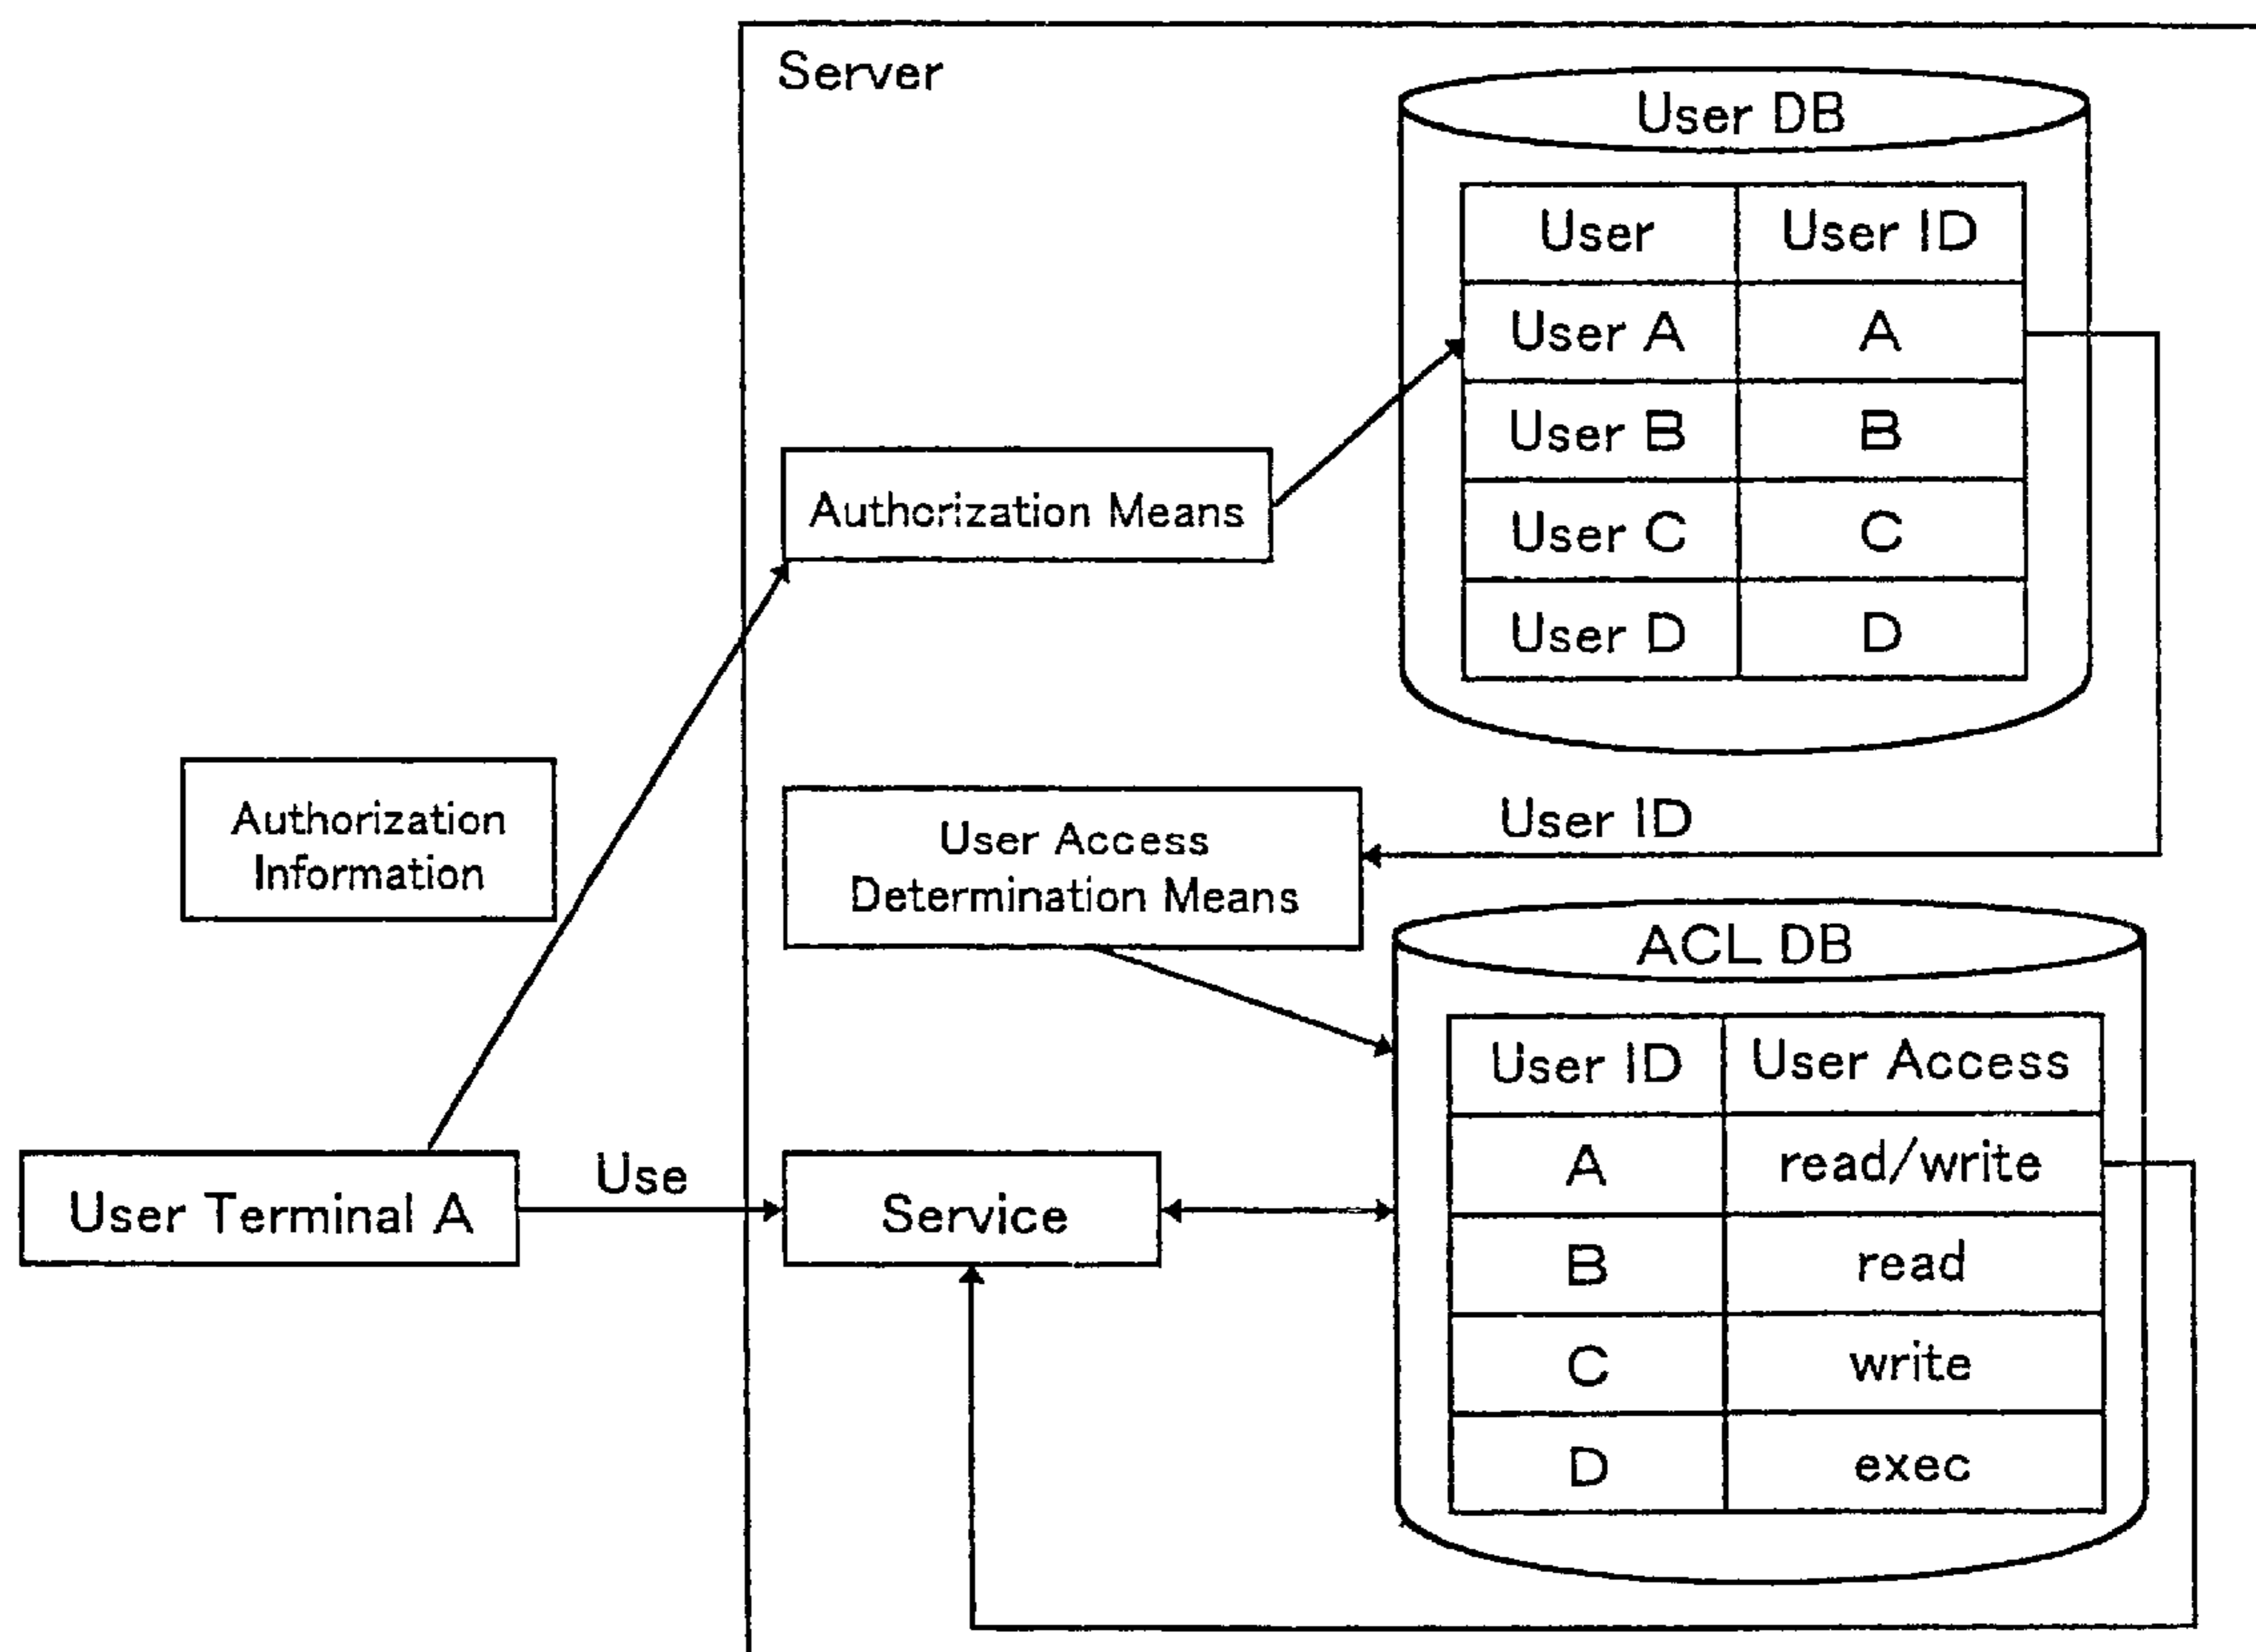 Server
User DB
User User ID
User A A
User B B
User C C
User D D
Authorization Means
Authorization
Information
User ID
User Access
Determination Means
ACL DB
User ID User Access
A read/write
B read
C write
D exec
User Terminal A
Use
Service